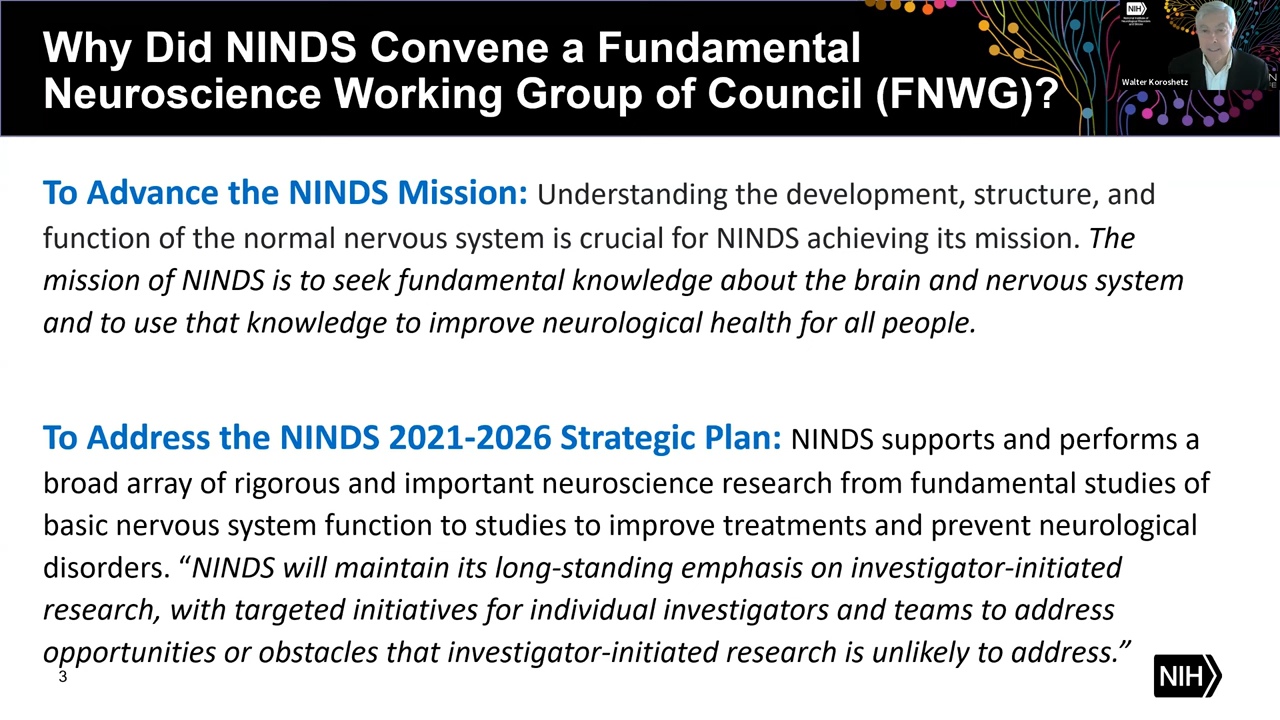 Why Did NINDS Convene a Fundamental
Neuroscience Working Group of Council (FNWG)?
NIH
Walter Koroshetz
To Advance the NINDS Mission: Understanding the development, structure, and
function of the normal nervous system is crucial for NINDS achieving its mission. The
mission of NINDS is to seek fundamental knowledge about the brain and nervous system
and to use that knowledge to improve neurological health for all people.
To Address the NINDS 2021-2026 Strategic Plan: NINDS supports and performs a
broad array of rigorous and important neuroscience research from fundamental studies of
basic nervous system function to studies to improve treatments and prevent neurological
disorders. “NINDS will maintain its long-standing emphasis on investigator-initiated
research, with targeted initiatives for individual investigators and teams to address
opportunities or obstacles that investigator-initiated research is unlikely to address.”
3
NIH